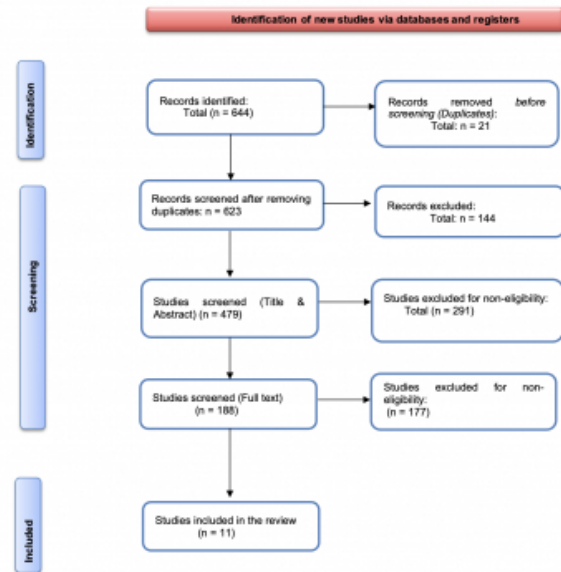 Identification of new studies via databases and registers
Identification
Records identified:
Total (n = 644)
Records removed before
screening (Duplicates):
Total: n = 21
Screening
Records screened after removing
duplicates: n = 623
Records excluded:
Total: n = 144
Studies screened (Title &
Abstract) (n = 479)
Studies excluded for non-eligibility:
Total (n = 291)
Studies screened (Full text)
(n = 188)
Studies excluded for non-
eligibility:
(n = 177)
Included
Studies included in the review
(n = 11)